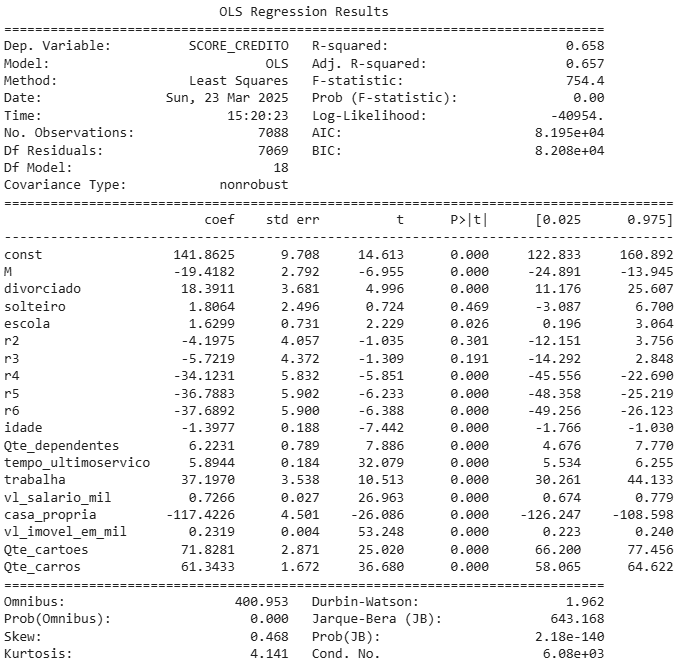 OLS Regression Results
==============================================================================
Dep. Variable: SCORE_CREDITO R-squared: 0.658
Model: OLS Adj. R-squared: 0.657
Method: Least Squares F-statistic: 754.4
Date: Sun, 23 Mar 2025 Prob (F-statistic): 0.00
Time: 15:20:23 Log-Likelihood: -40954.
No. Observations: 7088 AIC: 8.195e+04
Df Residuals: 7069 BIC: 8.208e+04
Df Model: 18
Covariance Type: nonrobust
=======================================================================================
coef std err t P>|t| [0.025 0.975]
---------------------------------------------------------------------------------------
const 141.8625 9.708 14.613 0.000 122.833 160.892
M -19.4182 2.792 -6.955 0.000 -24.891 -13.945
divorciado 18.3911 3.681 4.996 0.000 11.176 25.607
solteiro 1.8064 2.496 0.724 0.469 -3.087 6.700
escola 1.6299 0.731 2.229 0.026 0.196 3.064
r2 -4.1975 4.057 -1.035 0.301 -12.151 3.756
r3 -5.7219 4.372 -1.309 0.191 -14.292 2.848
r4 -34.1231 5.832 -5.851 0.000 -45.556 -22.690
r5 -36.7883 5.902 -6.233 0.000 -48.358 -25.219
r6 -37.6892 5.900 -6.388 0.000 -49.256 -26.123
idade -1.3977 0.188 -7.442 0.000 -1.766 -1.030
Qte_dependentes 6.2231 0.789 7.886 0.000 4.676 7.770
tempo_ultimoservico 5.8944 0.184 32.079 0.000 5.534 6.255
trabalha 37.1970 3.538 10.513 0.000 30.261 44.133
vl_salario_mil 0.7266 0.027 26.963 0.000 0.674 0.779
casa_propria -117.4226 4.501 -26.086 0.000 -126.247 -108.598
vl_imovel_em_mil 0.2319 0.004 53.248 0.000 0.223 0.240
Qte_cartoes 71.8281 2.871 25.020 0.000 66.200 77.456
Qte_carros 61.3433 1.672 36.680 0.000 58.065 64.622
==============================================================================
Omnibus: 400.953 Durbin-Watson: 1.962
Prob(Omnibus): 0.000 Jarque-Bera (JB): 643.168
Skew: 0.468 Prob(JB): 2.18e-140
Kurtosis: 4.141 Cond. No. 6.08e+03